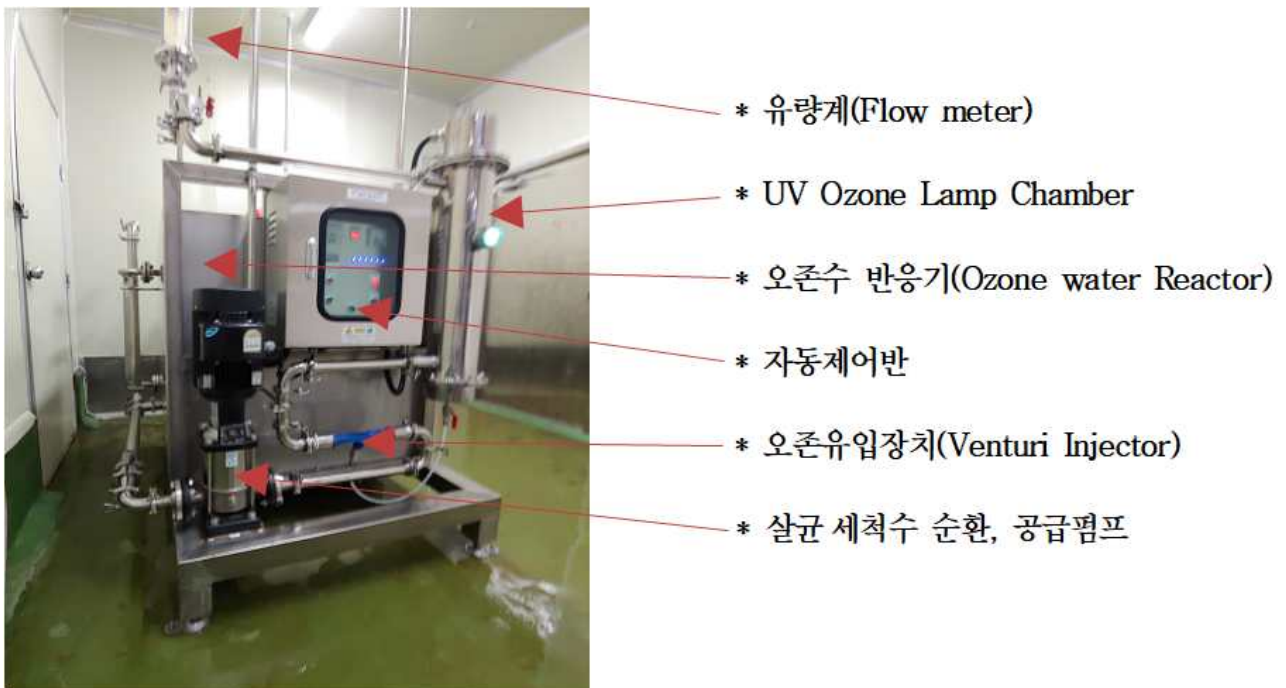 * 유량계(Flow meter)
* UV Ozone Lamp Chamber
* 오존수 반응기(Ozone water Reactor)
* 자동제어반
* 오존유입장치(Venturi Injector)
* 살균 세척수 순환, 공급펌프